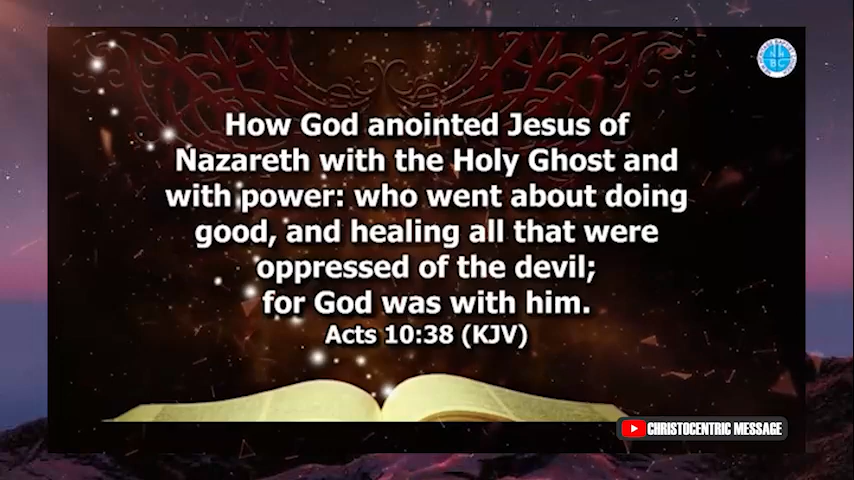 How God anointed Jesus of
Nazareth with the Holy Ghost and
with power: who went about doing
good, and healing all that were
oppressed of the devil;
for God was with him.
Acts 10:38 (KJV)
CHRISTOCENTRIC MESSAGE